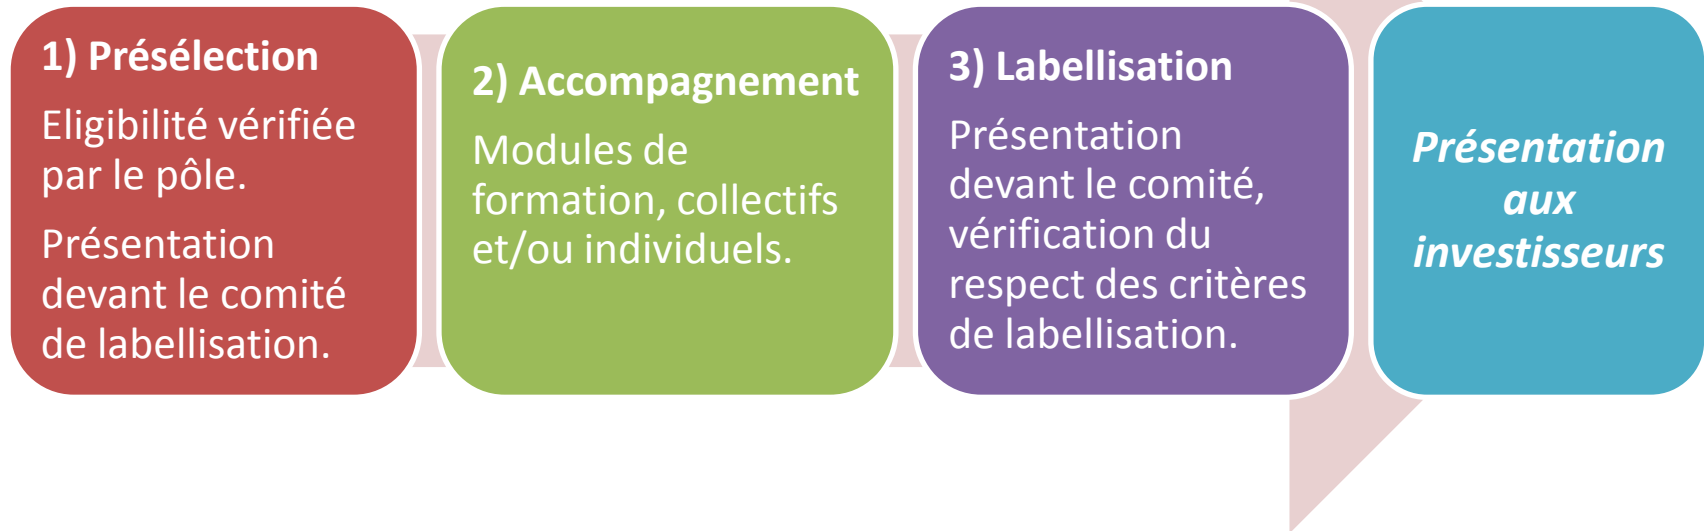 1) Présélection
Eligibilité vérifiée
par le pôle.
Présentation
devant le comité
de labellisation.
2) Accompagnement
Modules de
formation, collectifs
et/ou individuels.
3) Labellisation
Présentation
devant le comité,
vérification du
respect des critères
de labellisation.
Présentation
aux
investisseurs